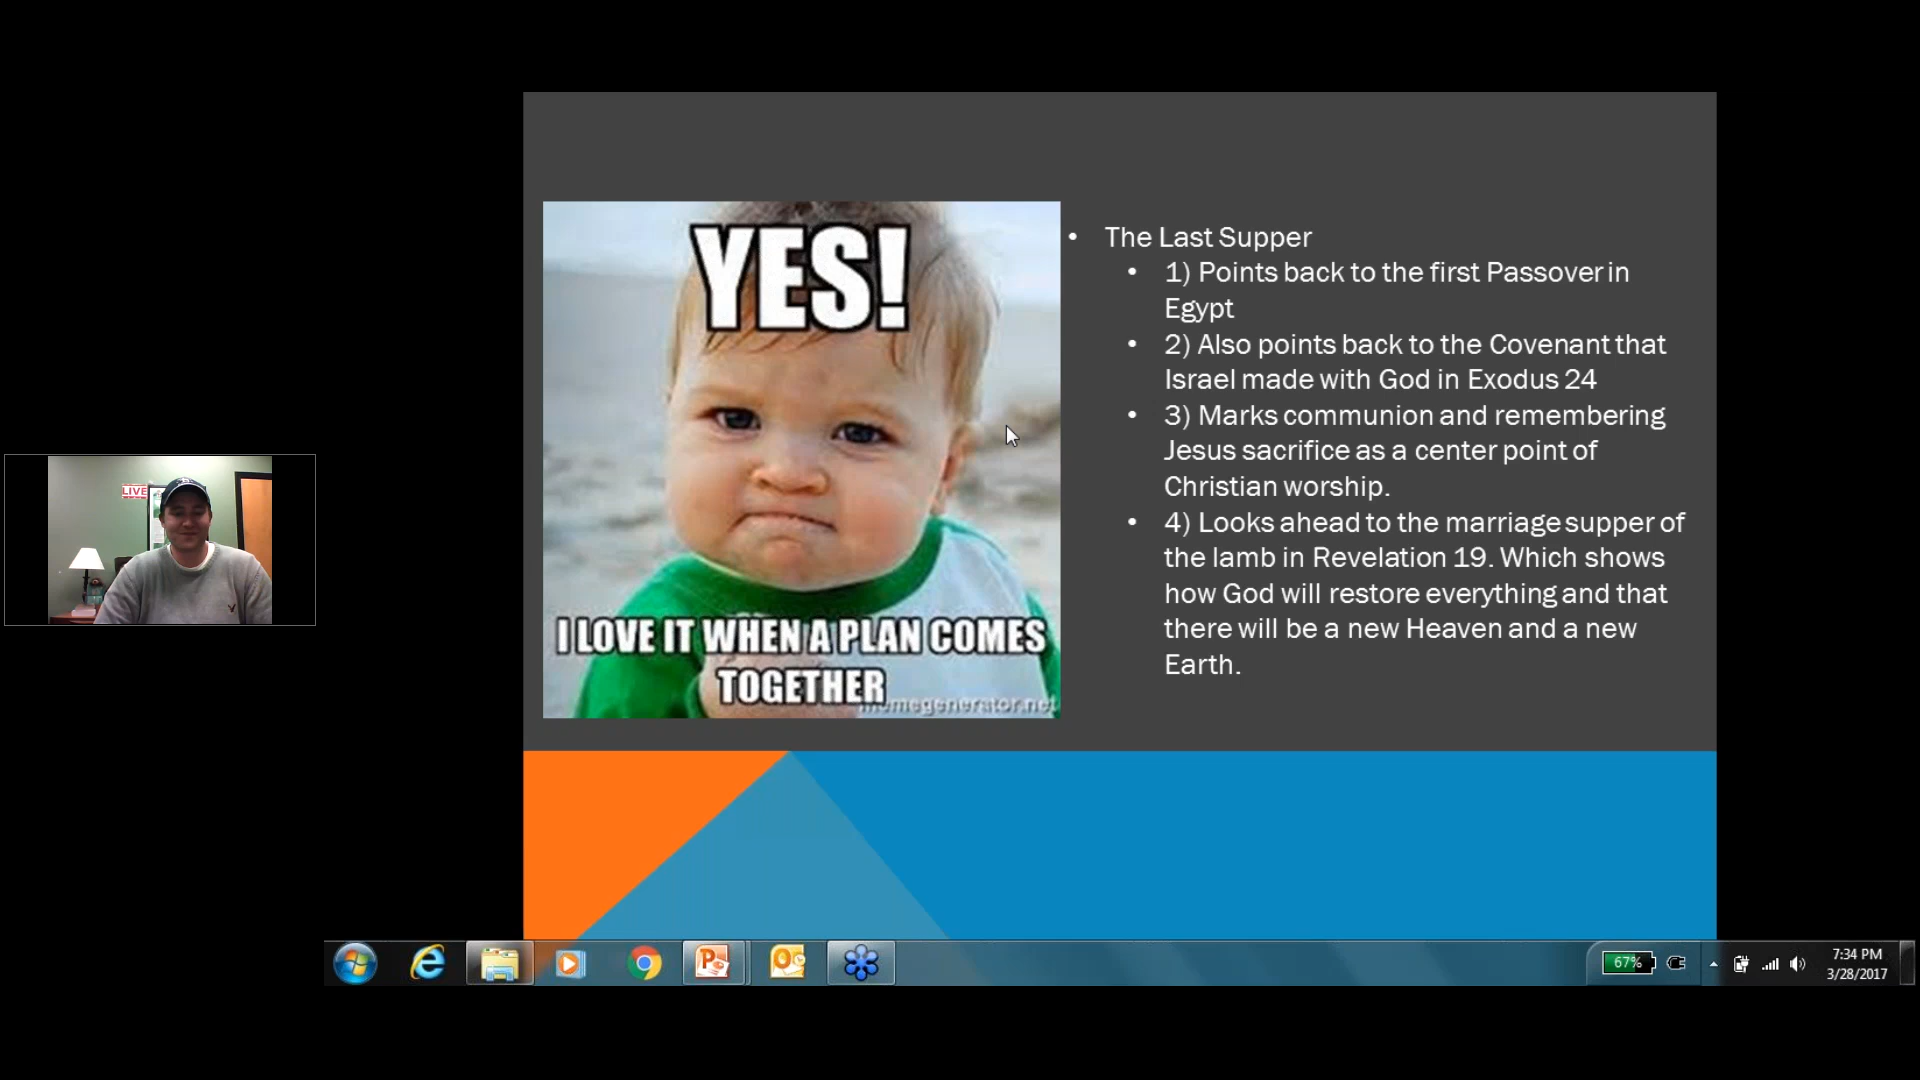 YES!
I LOVE IT WHEN A PLAN COMES
TOGETHER
memegenerator.net
• The Last Supper
• 1) Points back to the first Passover in
Egypt
• 2) Also points back to the Covenant that
Israel made with God in Exodus 24
• 3) Marks communion and remembering
Jesus sacrifice as a center point of
Christian worship.
• 4) Looks ahead to the marriage supper of
the lamb in Revelation 19. Which shows
how God will restore everything and that
there will be a new Heaven and a new
Earth.
LIVE
67%
7:34 PM
3/28/2017